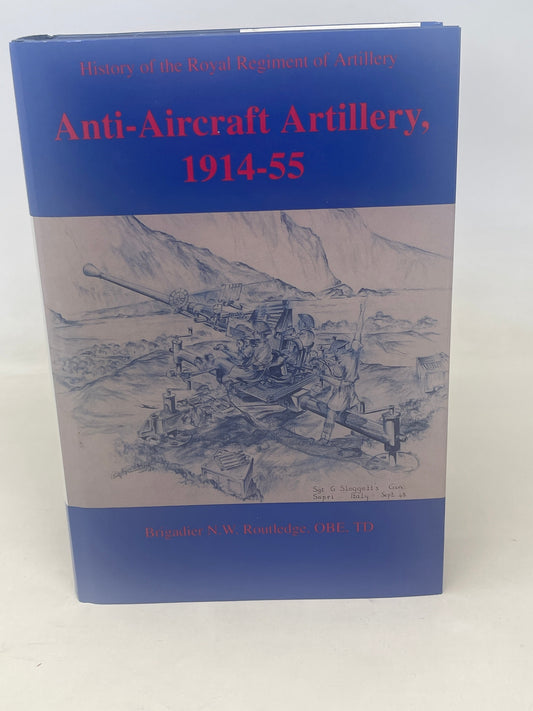 History of the Royal Regiment of Artillery
Anti-Aircraft Artillery,
1914-55
Sgt G Sloggett's Gun
Sapri Italy Sept 43
Brigadier N.W. Routledge, OBE, TD